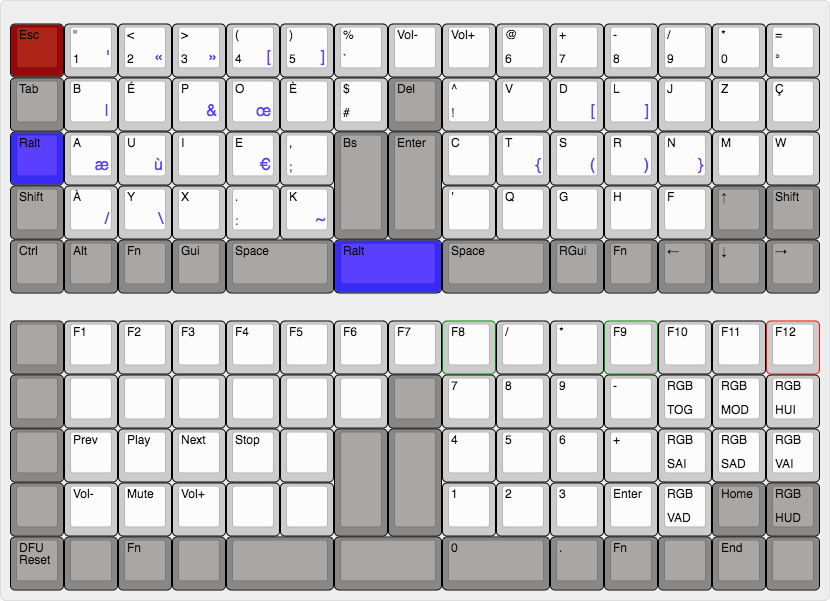 Esc " < > ( ) % Vol- Vol+ @ + - / * =
1 ' 2 « 3 » 4 [ 5 ] ` 6 7 8 9 0 °
Tab B É P O È $ Del ^ V D L J Z Ç
| & œ # ! [ ]
Ralt A U I E , Bs Enter C T S R N M W
æ ù € ; { ( ) }
Shift À Y X . K ' Q G H F ↑ Shift
/ \ : ~
Ctrl Alt Fn Gui Space Ralt Space RGui Fn ← ↓ →
F1 F2 F3 F4 F5 F6 F7 F8 / * F9 F10 F11 F12
7 8 9 - RGB RGB RGB
TOG MOD HUI
Prev Play Next Stop 4 5 6 + RGB RGB RGB
SAI SAD VAI
Vol- Mute Vol+ 1 2 3 Enter RGB Home RGB
VAD HUD
DFU Fn 0 . Fn End
Reset